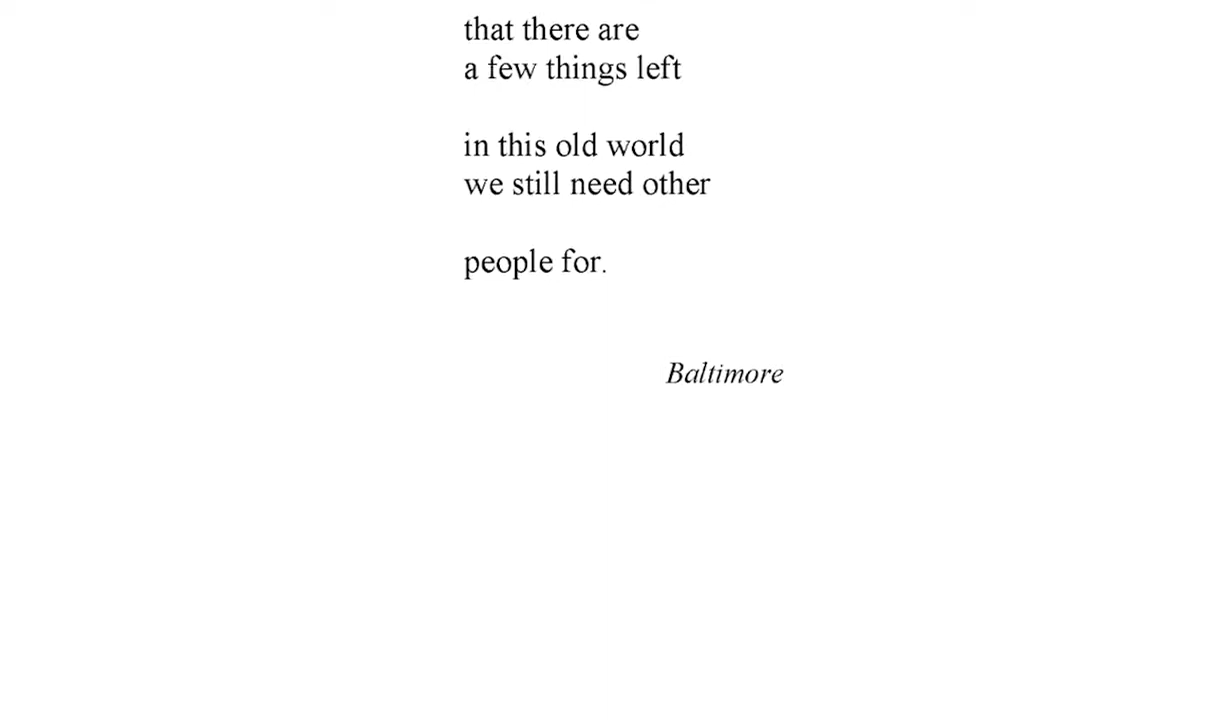 that there are
a few things left
in this old world
we still need other
people for.
Baltimore